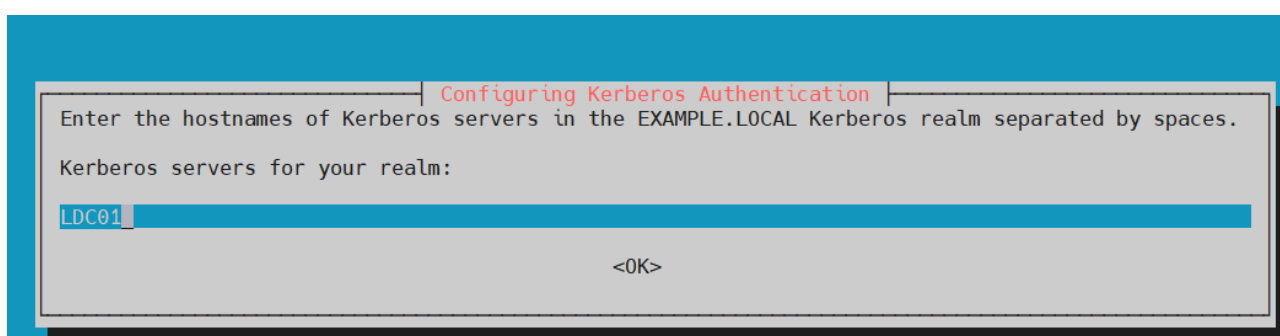 Configuring Kerberos Authentication
Enter the hostnames of Kerberos servers in the EXAMPLE.LOCAL Kerberos realm separated by spaces.
Kerberos servers for your realm:
LDC01
<OK>